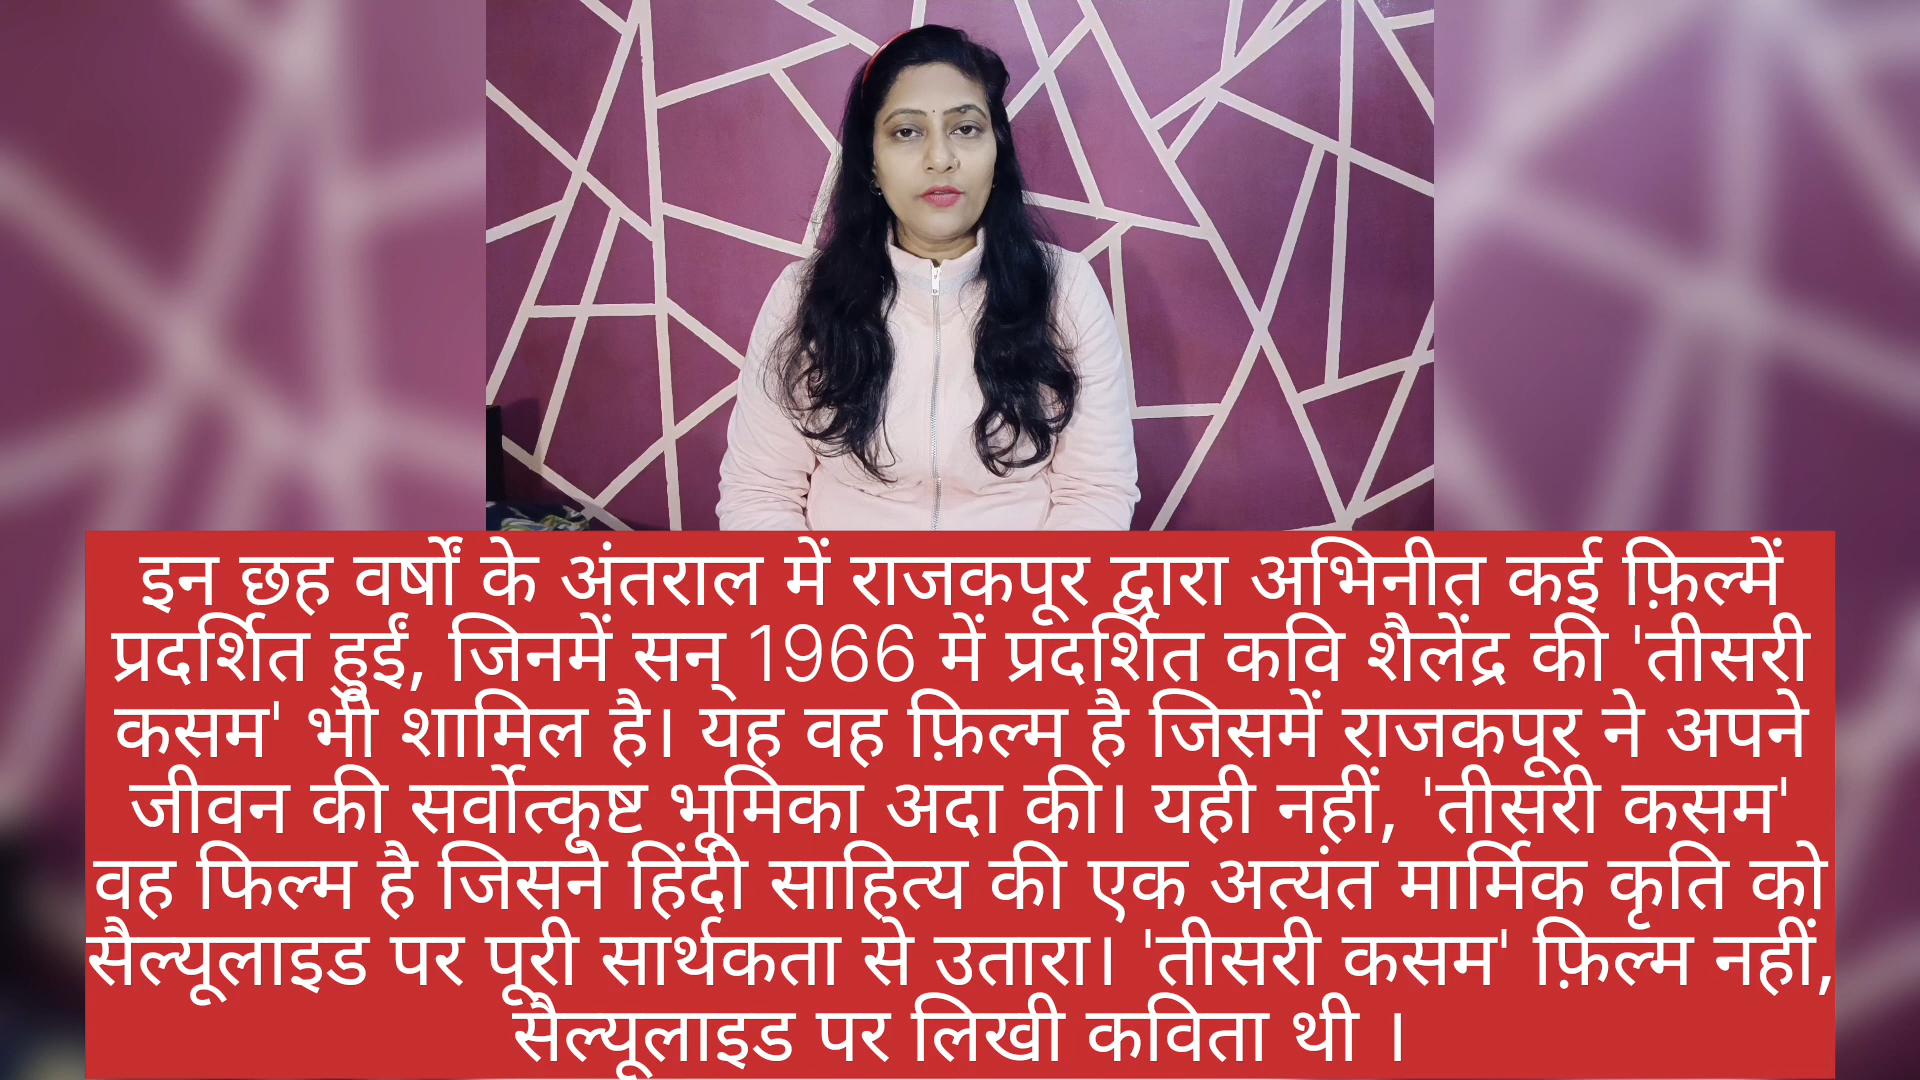 इन छह वर्षों के अंतराल में राजकपूर द्वारा अभिनीत कई फ़िल्में
प्रदर्शित हुईं, जिनमें सन् 1966 में प्रदर्शित कवि शैलेंद्र की 'तीसरी
कसम' भी शामिल है। यह वह फ़िल्म है जिसमें राजकपूर ने अपने
जीवन की सर्वोत्कृष्ट भूमिका अदा की। यही नहीं, 'तीसरी कसम'
वह फिल्म है जिसने हिंदी साहित्य की एक अत्यंत मार्मिक कृति को
सैल्यूलाइड पर पूरी सार्थकता से उतारा। 'तीसरी कसम' फ़िल्म नहीं,
सैल्यूलाइड पर लिखी कविता थी ।